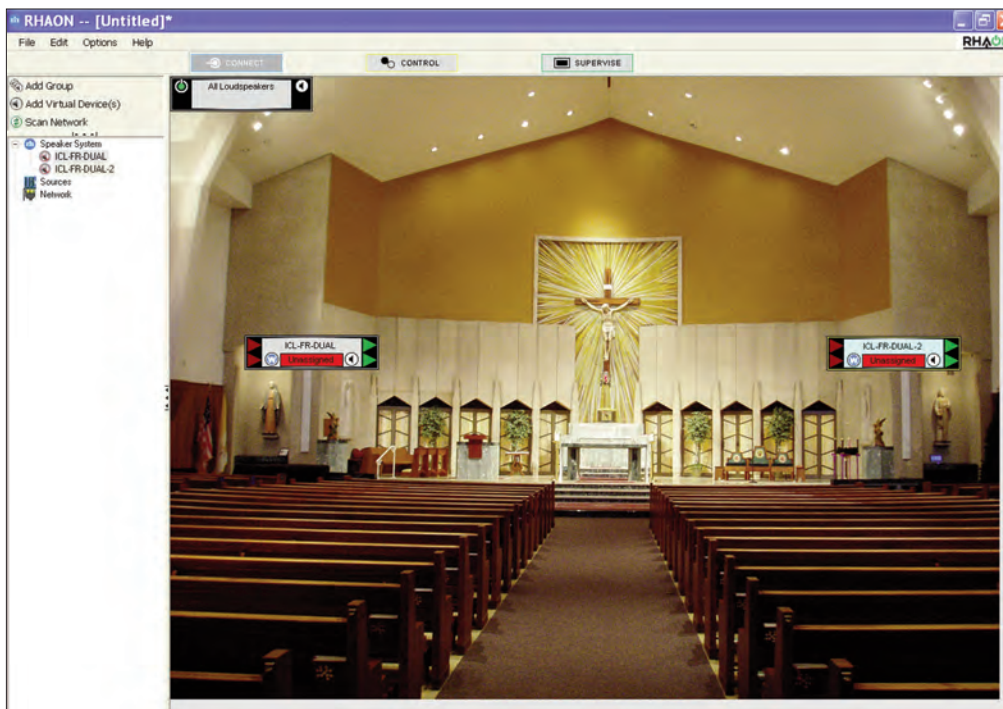 RHAON -- [Untitled]*
File Edit Options Help
RHAON
CONNECT CONTROL SUPERVISE
Add Group
Add Virtual Device(s)
Scan Network
Speaker System
ICL-FR-DUAL
ICL-FR-DUAL-2
Sources
Network
All Loudspeakers
ICL-FR-DUAL
Unassigned
ICL-FR-DUAL-2
Unassigned